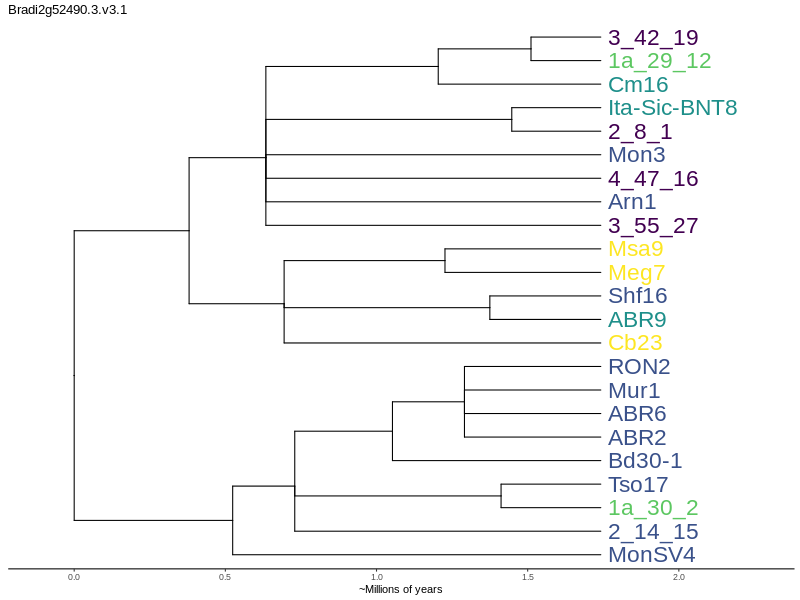 Bradi2g52490.3.v3.1
3_42_19
1a_29_12
Cm16
Ita-Sic-BNT8
2_8_1
Mon3
4_47_16
Arn1
3_55_27
Msa9
Meg7
Shf16
ABR9
Cb23
RON2
Mur1
ABR6
ABR2
Bd30-1
Tso17
1a_30_2
2_14_15
MonSV4
0.0 0.5 1.0 1.5 2.0
~Millions of years